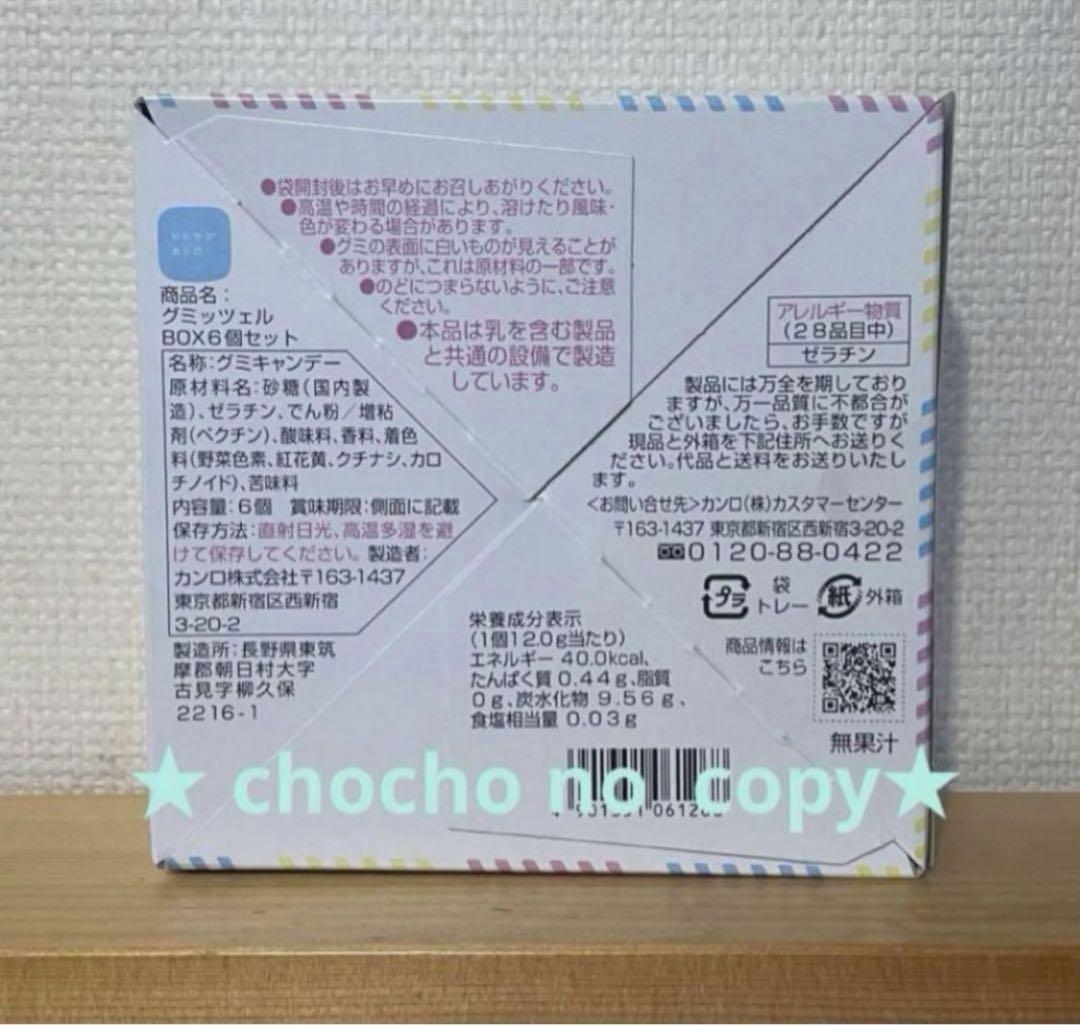 ●袋開封後はお早めにお召しあがりください。
●高温や時間の経過により、溶けたり風味・
色が変わる場合があります。
●グミの表面に白いものが見えることが
ありますが、これは原材料の一部です。
●のどにつまらないように、ご注意
ください。
●本品は乳を含む製品
と共通の設備で製造
しています。
ヒトツブ
カンロ
商品名：
グミッツェル
BOX6個セット
名称：グミキャンデー
原材料名：砂糖（国内製
造）、ゼラチン、でん粉／増粘
剤（ペクチン）、酸味料、香料、着色
料（野菜色素、紅花黄、クチナシ、カロ
チノイド）、苦味料
内容量：6個　賞味期限：側面に記載
保存方法：直射日光、高温多湿を避
けて保存してください。製造者：
カンロ株式会社〒163-1437
東京都新宿区西新宿
3-20-2
製造所：長野県東筑
摩郡朝日村大字
古見字柳久保
2216-1
アレルギー物質
（28品目中）
ゼラチン
製品には万全を期しており
ますが、万一品質に不都合が
ございましたら、お手数ですが
現品と外箱を下記住所へお送りく
ださい。代品と送料をお送りいたし
ます。
<お問い合せ先>カンロ（株）カスタマーセンター
〒163-1437 東京都新宿区西新宿3-20-2
0120-88-0422
プラ
袋
トレー
紙
外箱
栄養成分表示
（1個12.0g当たり）
エネルギー 40.0kcal、
たんぱく質 0.44g、脂質
0g、炭水化物 9.56g、
食塩相当量 0.03g
商品情報は
こちら
無果汁
★ chocho no copy★